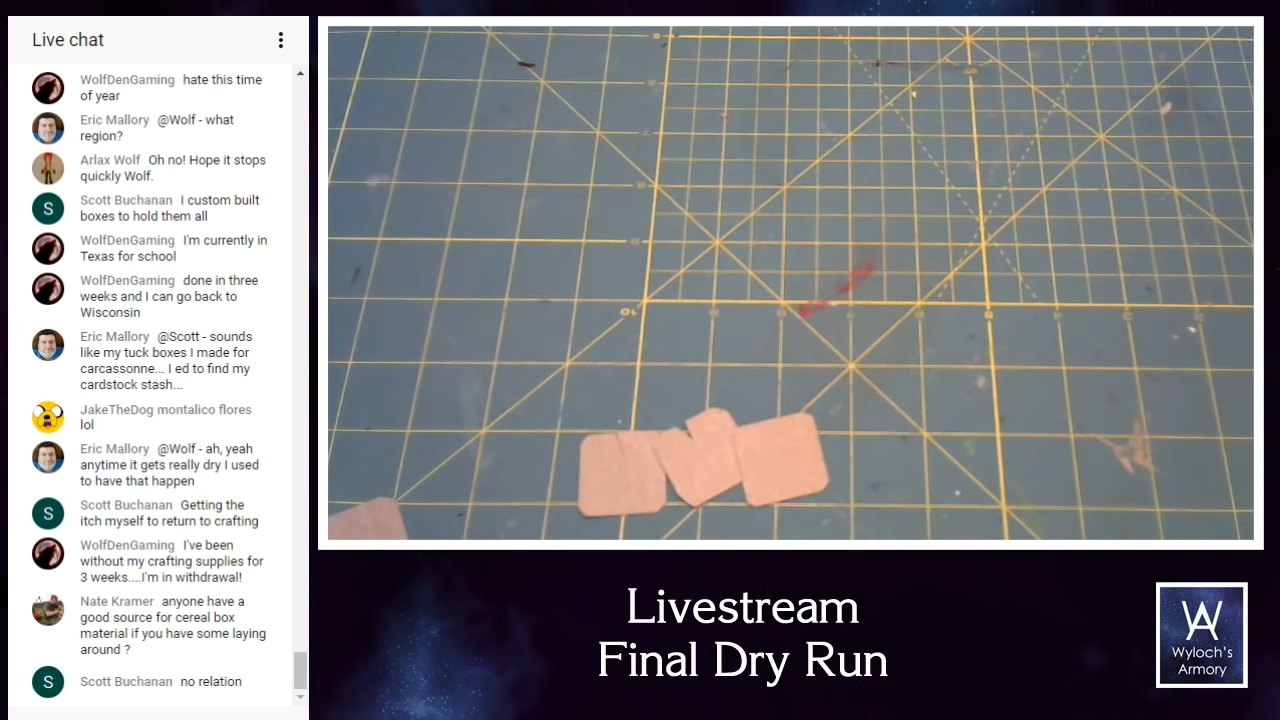 Live chat
WolfDenGaming hate this time
of year
Eric Mallory @Wolf - what
region?
Arlax Wolf Oh no! Hope it stops
quickly Wolf.
S
Scott Buchanan I custom built
boxes to hold them all
WolfDenGaming I'm currently in
Texas for school
WolfDenGaming done in three
weeks and I can go back to
Wisconsin
Eric Mallory @Scott - sounds
like my tuck boxes I made for
carcassonne... I ed to find my
cardstock stash...
JakeTheDog montalico flores
lol
Eric Mallory @Wolf - ah, yeah
anytime it gets really dry I used
to have that happen
S
Scott Buchanan Getting the
itch myself to return to crafting
WolfDenGaming I've been
without my crafting supplies for
3 weeks....I'm in withdrawal!
Nate Kramer anyone have a
good source for cereal box
material if you have some laying
around ?
S
Scott Buchanan no relation
Livestream
Final Dry Run
WA
Wyloch's
Armory